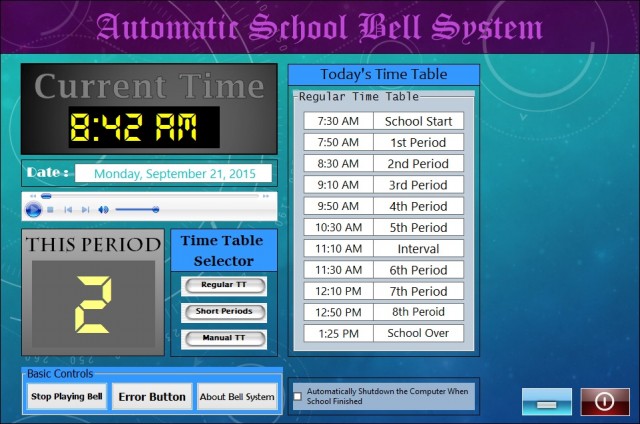 Automatic School Bell System
Current Time
8:42 AM
Date :
Monday, September 21, 2015
THIS PERIOD
2
Time Table
Selector
Regular TT
Short Periods
Manual TT
Today's Time Table
Regular Time Table
7:30 AM School Start
7:50 AM 1st Period
8:30 AM 2nd Period
9:10 AM 3rd Period
9:50 AM 4th Period
10:30 AM 5th Period
11:10 AM Interval
11:30 AM 6th Period
12:10 PM 7th Period
12:50 PM 8th Peroid
1:25 PM School Over
Basic Controls
Stop Playing Bell
Error Button
About Bell System
Automatically Shutdown the Computer When
School Finished